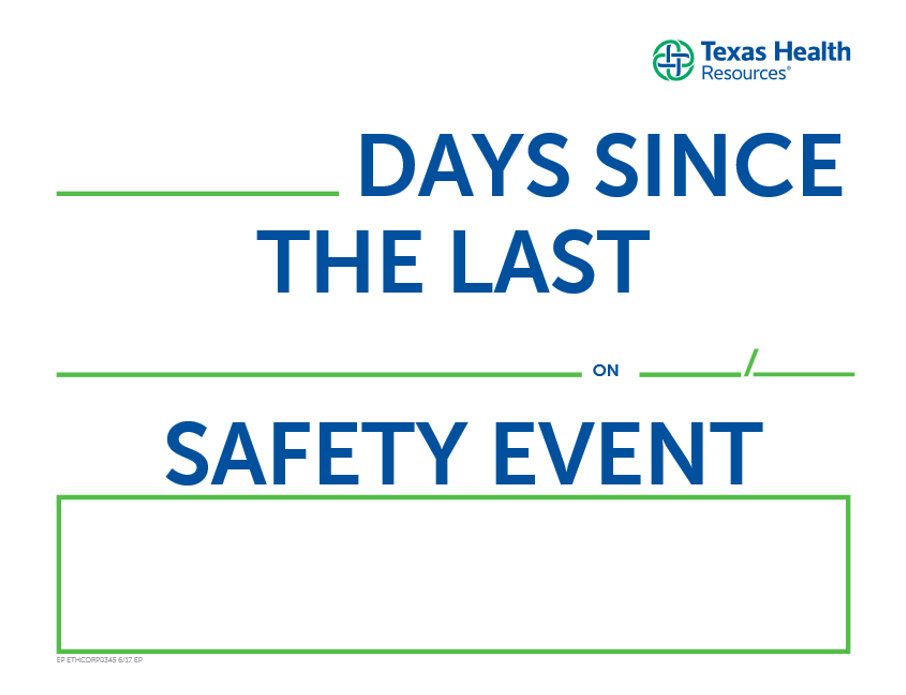 Texas Health
Resources®
DAYS SINCE
THE LAST
ON /
SAFETY EVENT
EP ETHCORP0345 6/17 EP